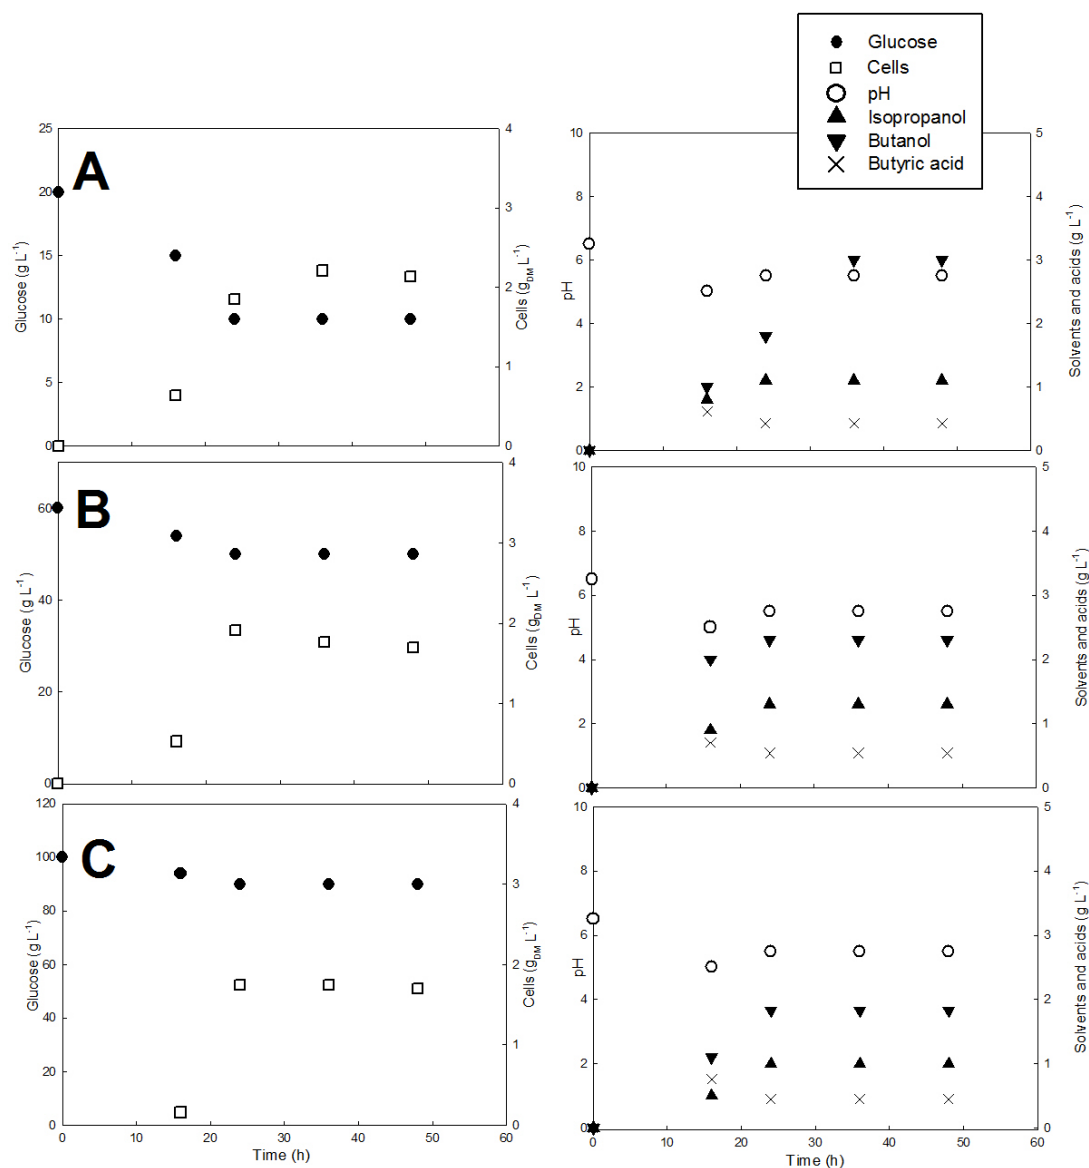 Glucose
Cells
pH
Isopropanol
Butanol
Butyric acid
A
25
20
15
10
5
0
Glucose (g L-1)
4
3
2
1
0
Cells (gDM L-1)
10
8
6
4
2
0
pH
5
4
3
2
1
0
Solvents and acids (g L-1)
B
60
40
20
0
Glucose (g L-1)
4
3
2
1
0
Cells (gDM L-1)
10
8
6
4
2
0
pH
5
4
3
2
1
0
Solvents and acids (g L-1)
C
120
100
80
60
40
20
0
Glucose (g L-1)
4
3
2
1
0
Cells (gDM L-1)
0 10 20 30 40 50 60
Time (h)
10
8
6
4
2
0
pH
5
4
3
2
1
0
Solvents and acids (g L-1)
0 10 20 30 40 50 60
Time (h)